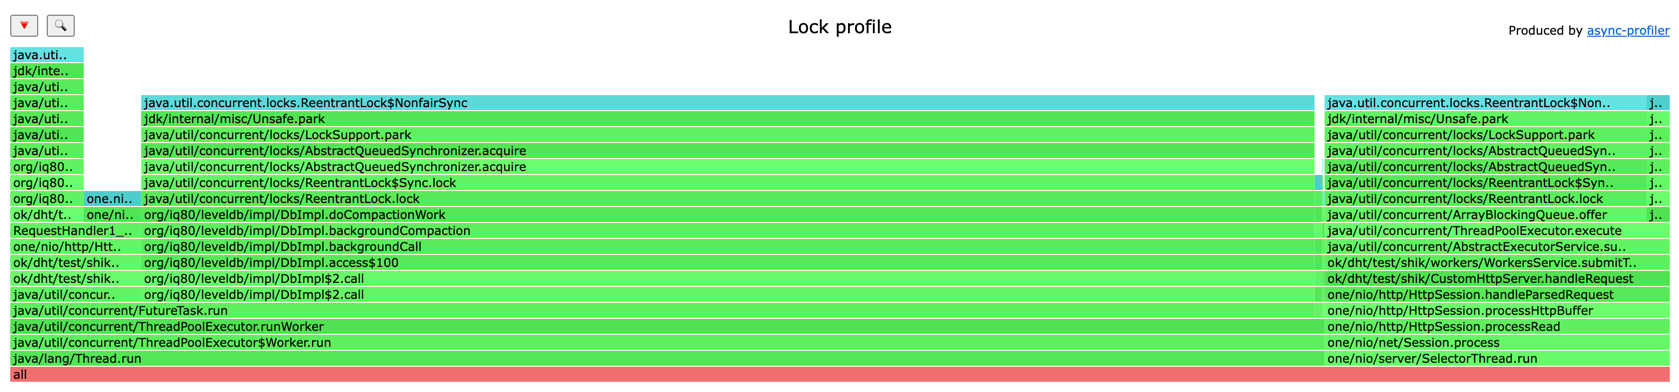 Lock profile
Produced by async-profiler
java.uti..
jdk/inte..
java/uti..
java/uti.. java.util.concurrent.locks.ReentrantLock$NonfairSync java.util.concurrent.locks.ReentrantLock$Non.. j..
java/uti.. jdk/internal/misc/Unsafe.park jdk/internal/misc/Unsafe.park j..
java/uti.. java/util/concurrent/locks/LockSupport.park java/util/concurrent/locks/LockSupport.park j..
java/uti.. java/util/concurrent/locks/AbstractQueuedSynchronizer.acquire java/util/concurrent/locks/AbstractQueuedSyn.. j..
org/iq80.. java/util/concurrent/locks/AbstractQueuedSynchronizer.acquire java/util/concurrent/locks/AbstractQueuedSyn.. j..
org/iq80.. java/util/concurrent/locks/ReentrantLock$Sync.lock java/util/concurrent/locks/ReentrantLock$Syn.. j..
org/iq80.. one.ni.. java/util/concurrent/locks/ReentrantLock.lock java/util/concurrent/locks/ReentrantLock.lock j..
ok/dht/t.. one/ni.. org/iq80/leveldb/impl/DbImpl.doCompactionWork java/util/concurrent/ArrayBlockingQueue.offer j..
RequestHandler1_.. org/iq80/leveldb/impl/DbImpl.backgroundCompaction java/util/concurrent/ThreadPoolExecutor.execute
one/nio/http/Htt.. org/iq80/leveldb/impl/DbImpl.backgroundCall java/util/concurrent/AbstractExecutorService.su..
ok/dht/test/shik.. org/iq80/leveldb/impl/DbImpl.access$100 ok/dht/test/shik/workers/WorkersService.submitT..
ok/dht/test/shik.. org/iq80/leveldb/impl/DbImpl$2.call ok/dht/test/shik/CustomHttpServer.handleRequest
java/util/concur.. org/iq80/leveldb/impl/DbImpl$2.call one/nio/http/HttpSession.handleParsedRequest
java/util/concurrent/FutureTask.run one/nio/http/HttpSession.processHttpBuffer
java/util/concurrent/ThreadPoolExecutor.runWorker one/nio/http/HttpSession.processRead
java/util/concurrent/ThreadPoolExecutor$Worker.run one/nio/net/Session.process
java/lang/Thread.run one/nio/server/SelectorThread.run
all